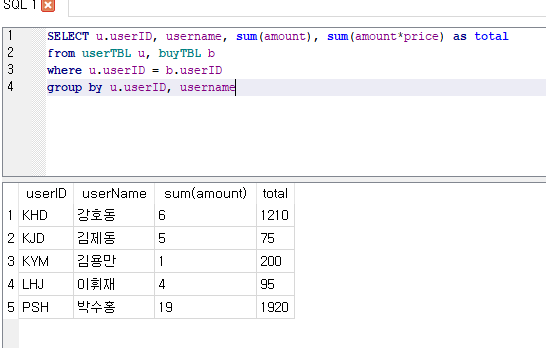 SQL 1
1 SELECT u.userID, username, sum(amount), sum(amount*price) as total
2 from userTBL u, buyTBL b
3 where u.userID = b.userID
4 group by u.userID, username
userID userName sum(amount) total
1 KHD 강호동 6 1210
2 KJD 김제동 5 75
3 KYM 김용만 1 200
4 LHJ 이휘재 4 95
5 PSH 박수홍 19 1920